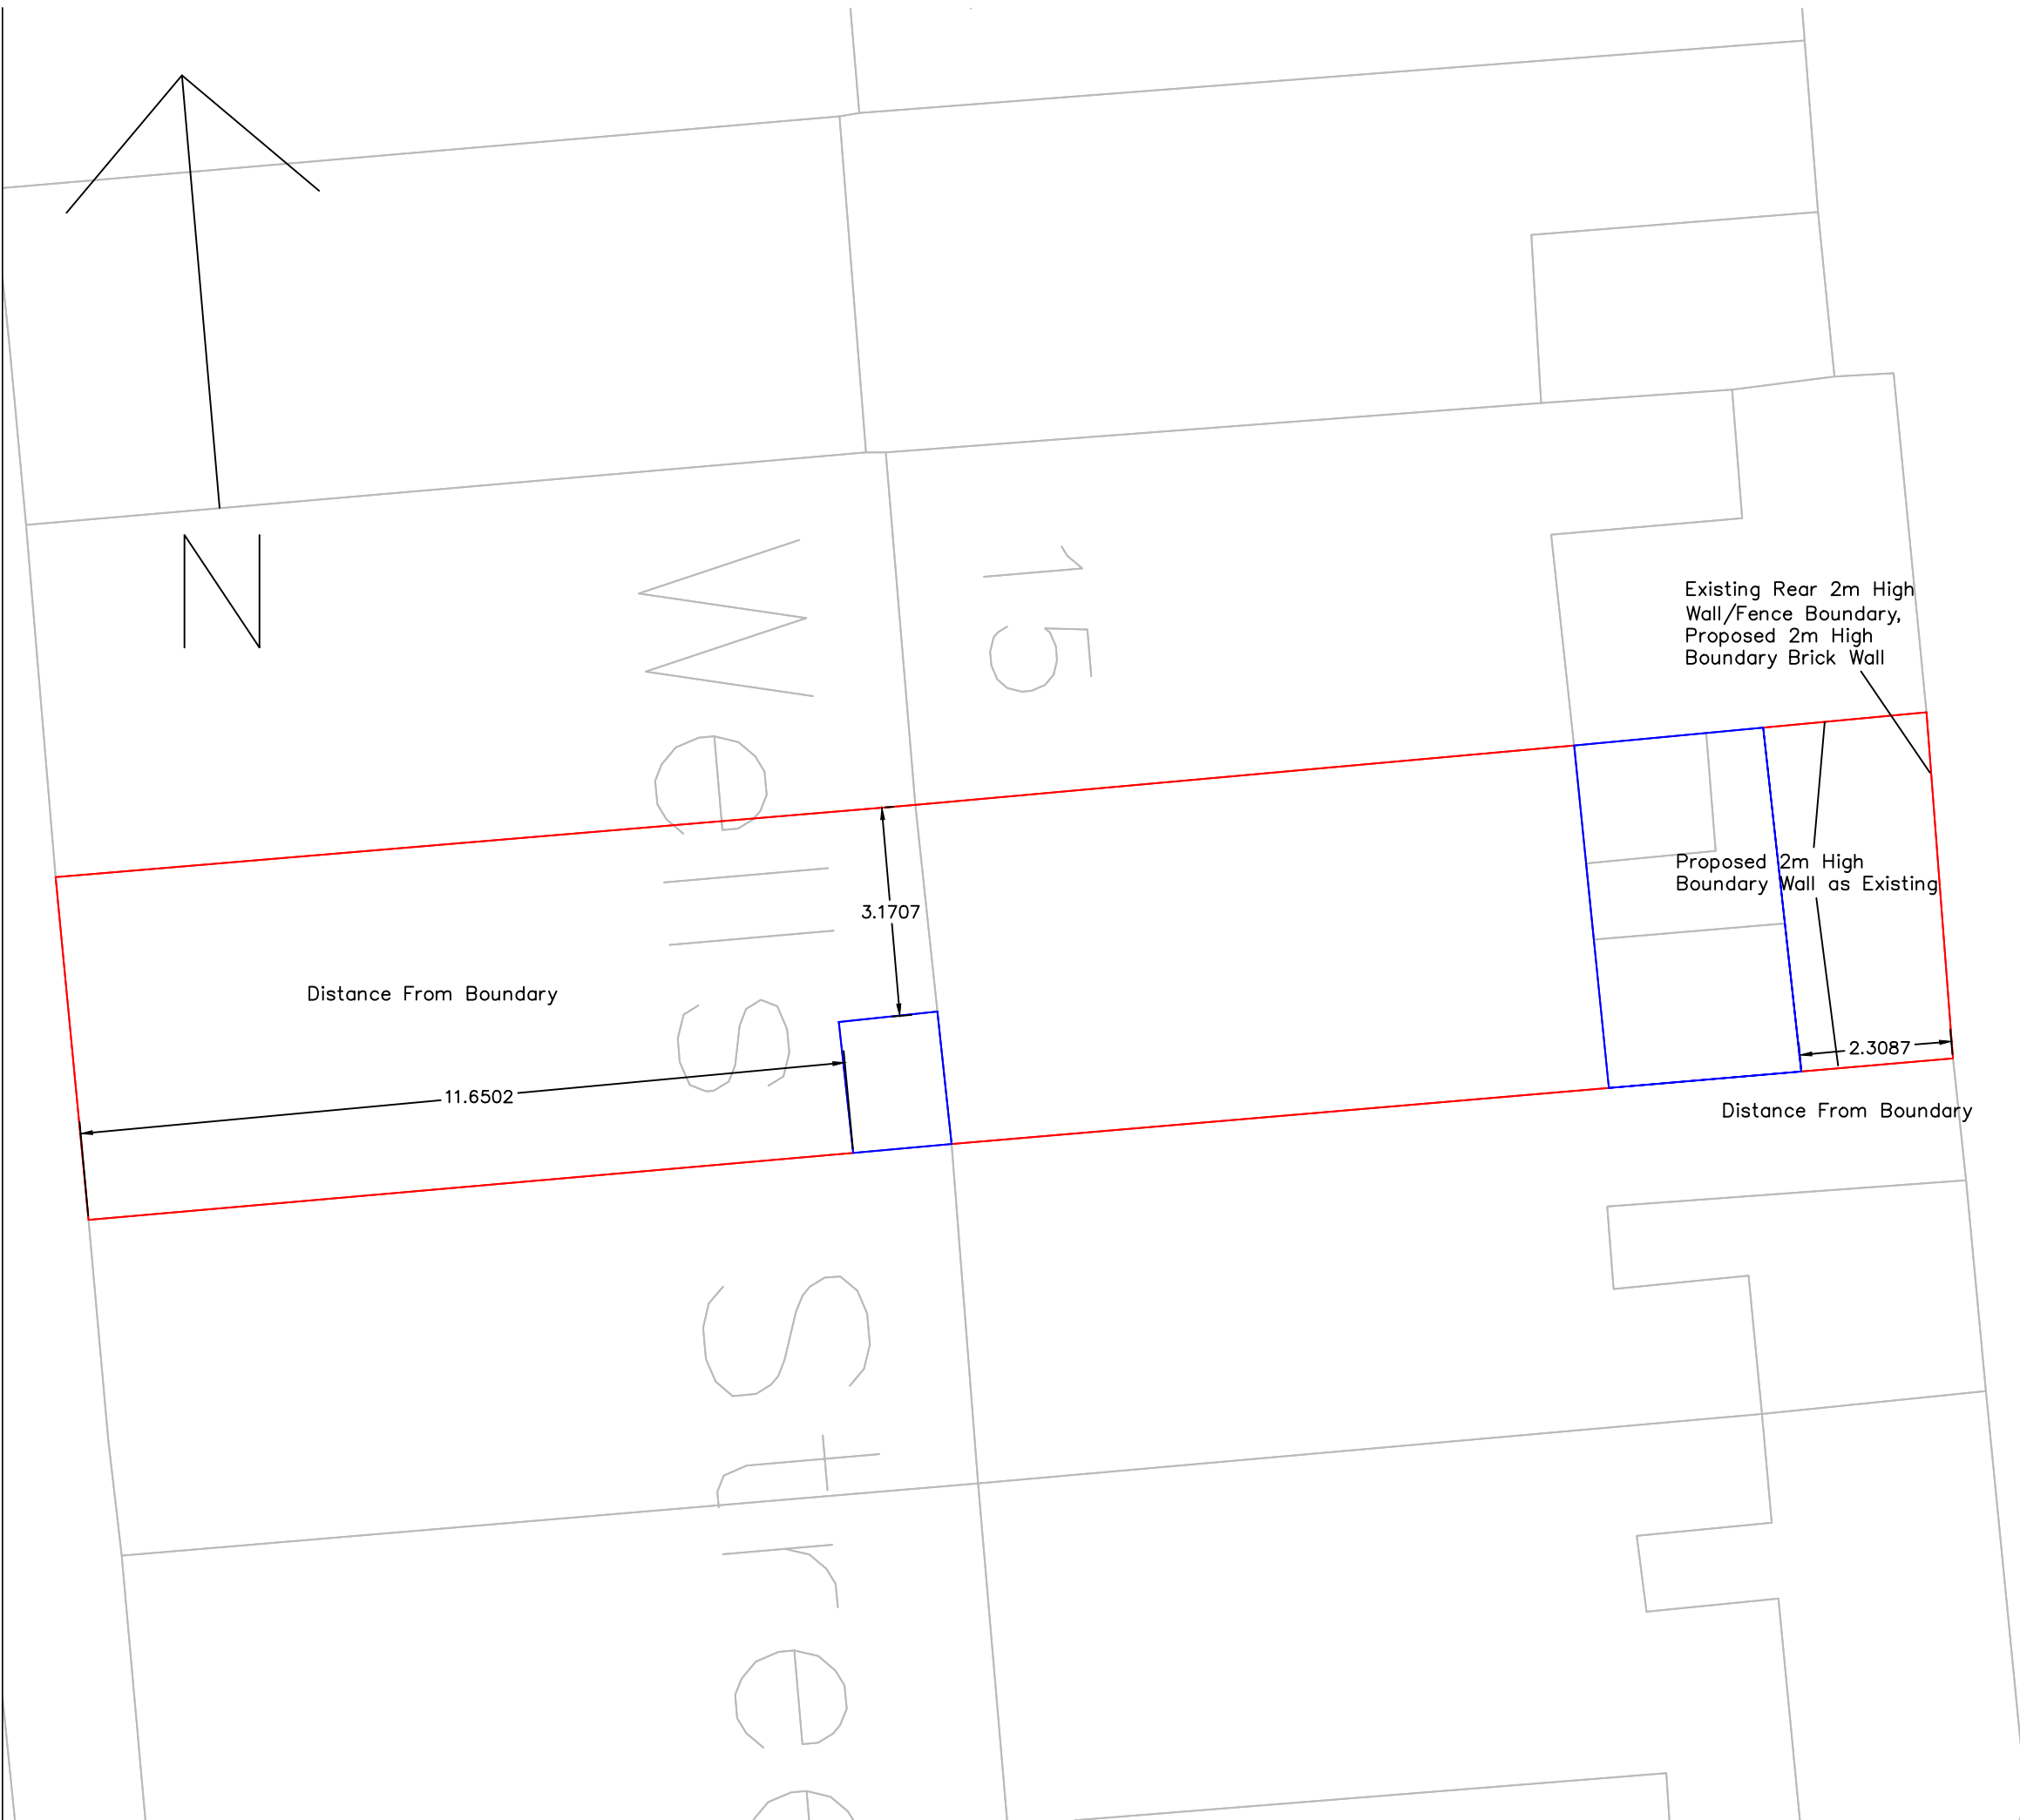 N
15
Wells Stree
Existing Rear 2m High
Wall/Fence Boundary,
Proposed 2m High
Boundary Brick Wall
Proposed 2m High
Boundary Wall as Existing
3.1707
Distance From Boundary
11.6502
2.3087
Distance From Boundary